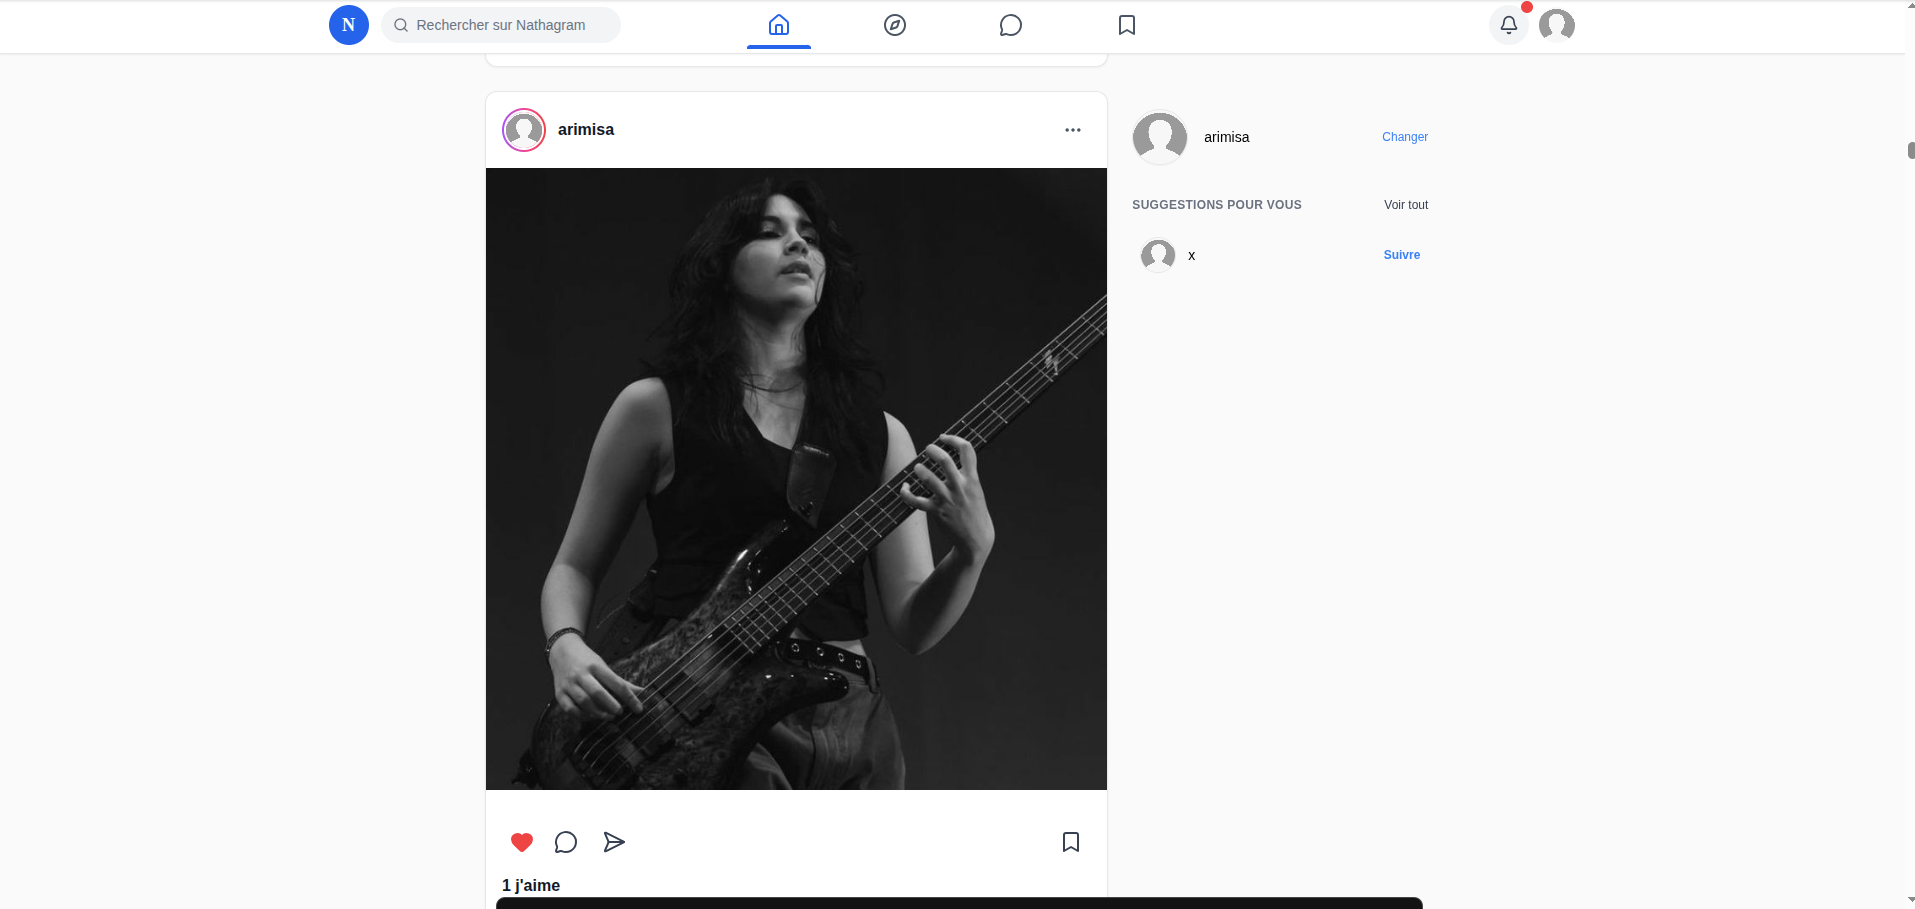 N
Rechercher sur Nathagram
arimisa
arimisa
Changer
SUGGESTIONS POUR VOUS
Voir tout
x
Suivre
1 j'aime